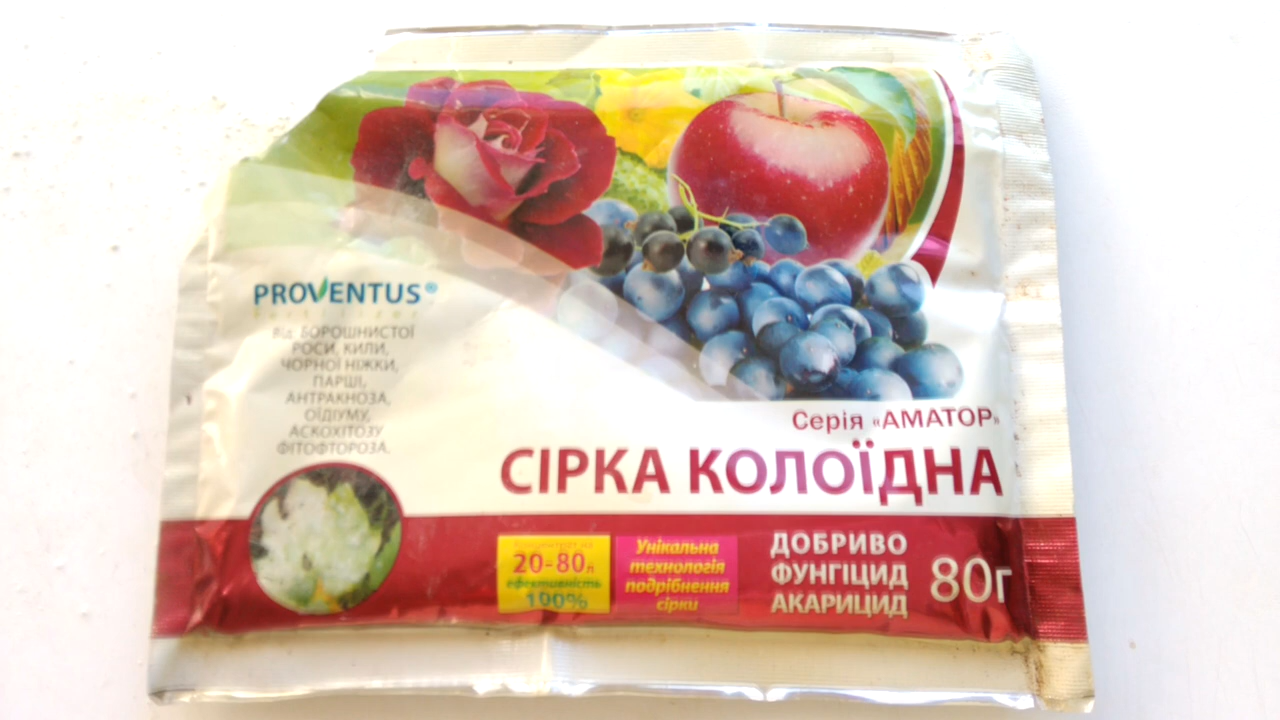 PROVENTUS®
Від БОРОШНИСТОЇ
РОСИ, КИЛИ,
ЧОРНОЇ НІЖКИ,
ПАРШІ,
АНТРАКНОЗА,
ОЇДІУМУ,
АСКОХІТОЗУ
ФІТОФТОРОЗА.
Серія «АМАТОР»
СІРКА КОЛОЇДНА
20-80л
ефективність
100%
Унікальна
технологія
подрібнення
сірки
ДОБРИВО
ФУНГІЦИД
АКАРИЦИД
80г